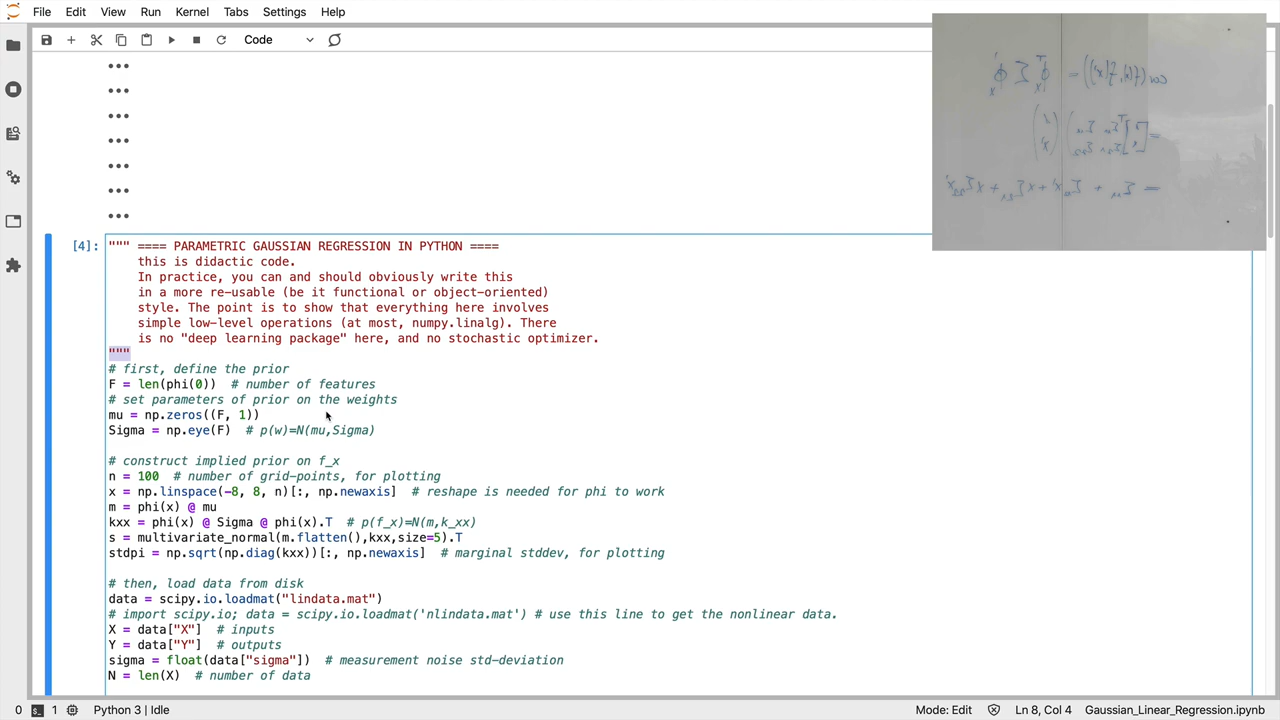 File Edit View Run Kernel Tabs Settings Help
Code
[4]: """ ==== PARAMETRIC GAUSSIAN REGRESSION IN PYTHON ====
this is didactic code.
In practice, you can and should obviously write this
in a more re-usable (be it functional or object-oriented)
style. The point is to show that everything here involves
simple low-level operations (at most, numpy.linalg). There
is no "deep learning package" here, and no stochastic optimizer.
"""
# first, define the prior
F = len(phi(0))  # number of features
# set parameters of prior on the weights
mu = np.zeros((F, 1))
Sigma = np.eye(F)  # p(w)=N(mu,Sigma)
# construct implied prior on f_x
n = 100  # number of grid-points, for plotting
x = np.linspace(-8, 8, n)[:, np.newaxis]  # reshape is needed for phi to work
m = phi(x) @ mu
kxx = phi(x) @ Sigma @ phi(x).T  # p(f_x)=N(m,k_xx)
s = multivariate_normal(m.flatten(),kxx,size=5).T
stdpi = np.sqrt(np.diag(kxx))[:, np.newaxis]  # marginal stddev, for plotting
# then, load data from disk
data = scipy.io.loadmat("lindata.mat")
# import scipy.io; data = scipy.io.loadmat('nlindata.mat') # use this line to get the nonlinear data.
X = data["X"]  # inputs
Y = data["Y"]  # outputs
sigma = float(data["sigma"])  # measurement noise std-deviation
N = len(X)  # number of data
0 1 Python 3 | Idle Mode: Edit Ln 8, Col 4 Gaussian_Linear_Regression.ipynb